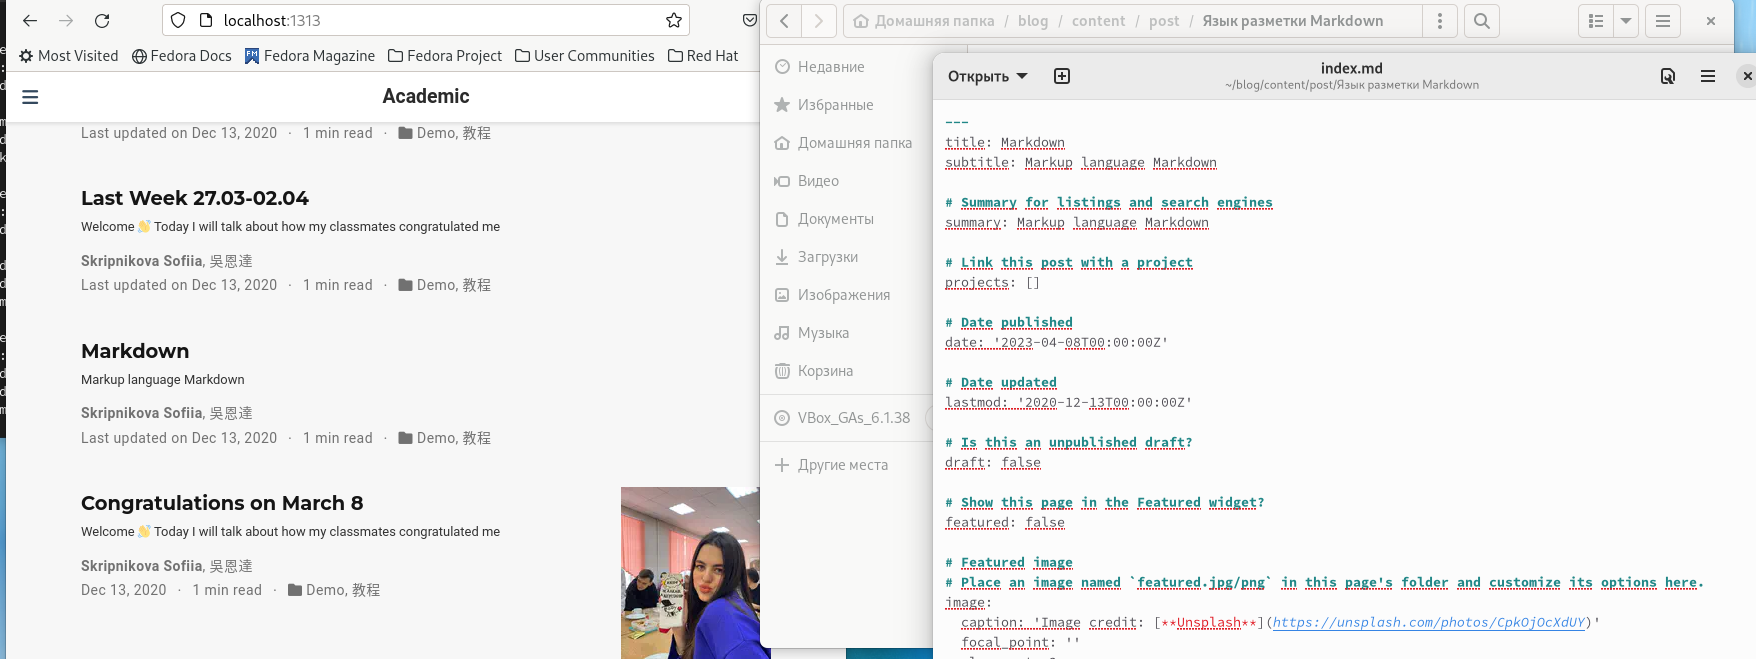 localhost:1313
Most Visited Fedora Docs Fedora Magazine Fedora Project User Communities Red Hat
Academic
Last updated on Dec 13, 2020 · 1 min read · Demo, 教程
Last Week 27.03-02.04
Welcome 👋 Today I will talk about how my classmates congratulated me
Skripnikova Sofiia, 吳恩達
Last updated on Dec 13, 2020 · 1 min read · Demo, 教程
Markdown
Markup language Markdown
Skripnikova Sofiia, 吳恩達
Last updated on Dec 13, 2020 · 1 min read · Demo, 教程
Congratulations on March 8
Welcome 👋 Today I will talk about how my classmates congratulated me
Skripnikova Sofiia, 吳恩達
Dec 13, 2020 · 1 min read · Demo, 教程
Домашняя папка / blog / content / post / Язык разметки Markdown
Недавние
Избранные
Домашняя папка
Видео
Документы
Загрузки
Изображения
Музыка
Корзина
VBox_GAs_6.1.38
Другие места
Открыть
index.md
~/blog/content/post/Язык разметки Markdown
---
title: Markdown
subtitle: Markup language Markdown
# Summary for listings and search engines
summary: Markup language Markdown
# Link this post with a project
projects: []
# Date published
date: '2023-04-08T00:00:00Z'
# Date updated
lastmod: '2020-12-13T00:00:00Z'
# Is this an unpublished draft?
draft: false
# Show this page in the Featured widget?
featured: false
# Featured image
# Place an image named `featured.jpg/png` in this page's folder and customize its options here.
image:
caption: 'Image credit: [**Unsplash**](https://unsplash.com/photos/CpkOjOcXdUY)'
focal_point: ''